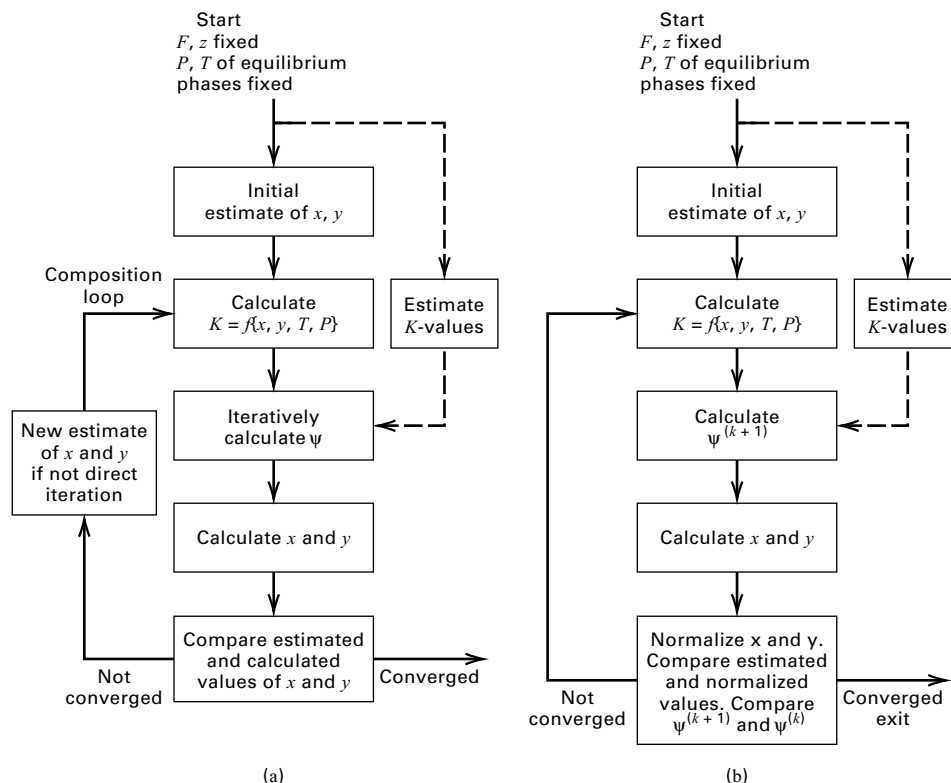 Start
F, z fixed
P, T of equilibrium
phases fixed
Initial
estimate of x, y
Composition
loop
Calculate
K = f{x, y, T, P}
Estimate
K-values
New estimate
of x and y
if not direct
iteration
Iteratively
calculate ψ
Calculate x and y
Compare estimated
and calculated
values of x and y
Not
converged
Converged
(a)
Start
F, z fixed
P, T of equilibrium
phases fixed
Initial
estimate of x, y
Calculate
K = f{x, y, T, P}
Estimate
K-values
Calculate
ψ(k + 1)
Calculate x and y
Normalize x and y.
Compare estimated
and normalized
values. Compare
ψ(k + 1) and ψ(k)
Not
converged
Converged
exit
(b)